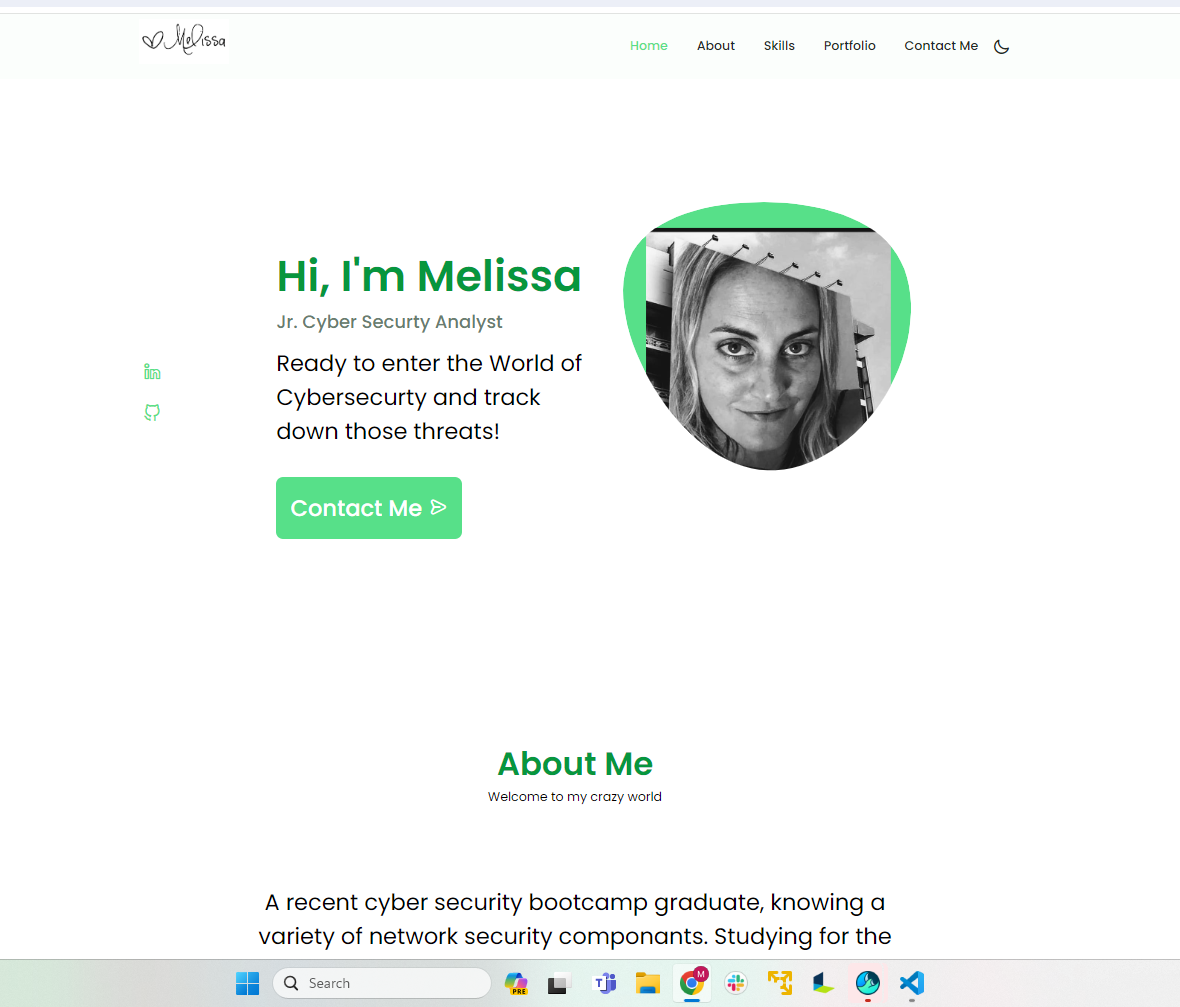 Melissa
Home About Skills Portfolio Contact Me
Hi, I'm Melissa
Jr. Cyber Securty Analyst
Ready to enter the World of
Cybersecurty and track
down those threats!
Contact Me
About Me
Welcome to my crazy world
A recent cyber security bootcamp graduate, knowing a
variety of network security componants. Studying for the
Search
PRE
M